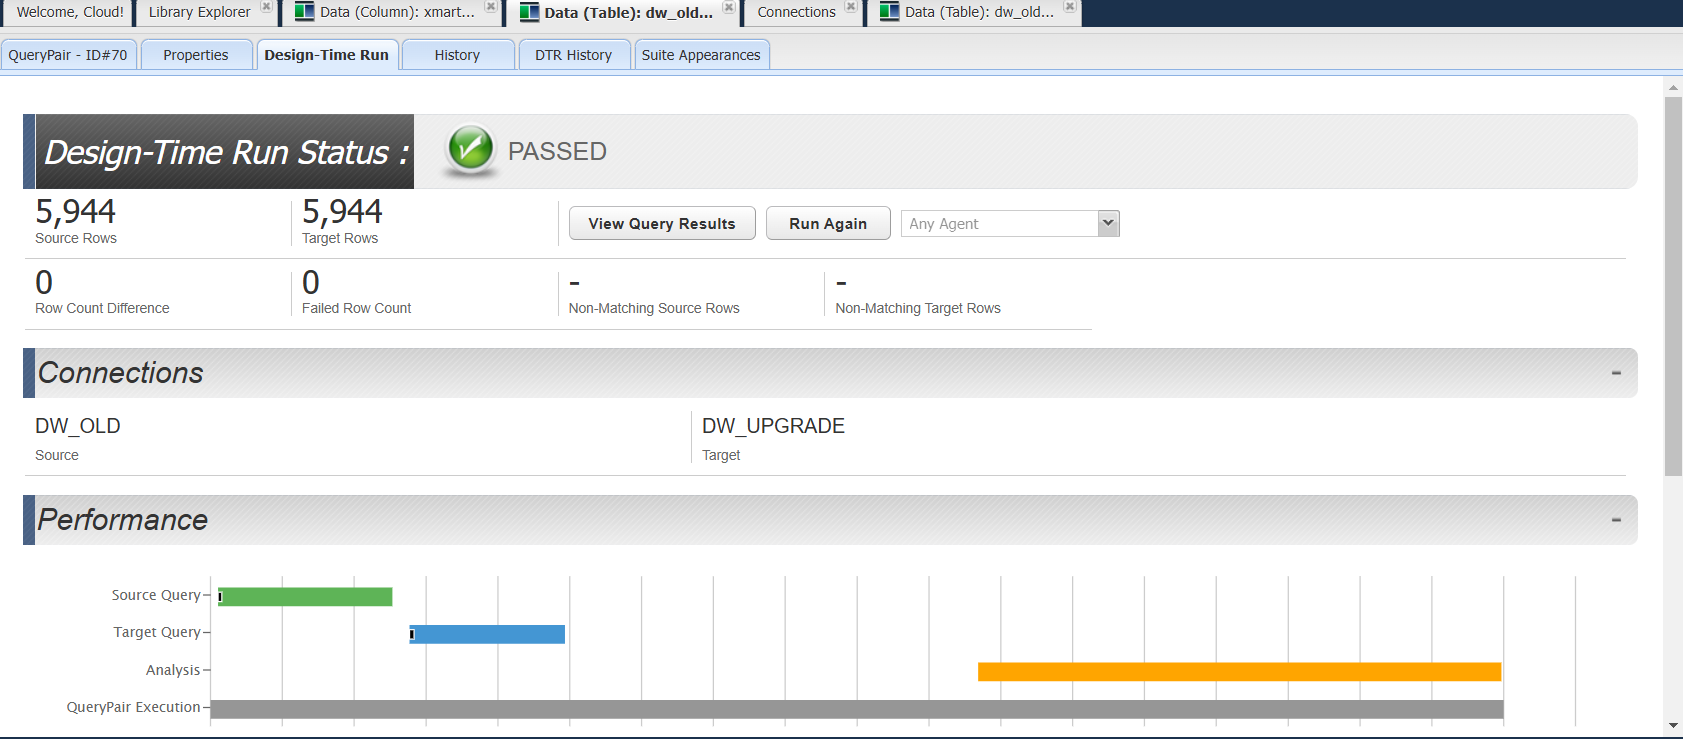 Welcome, Cloud!
Library Explorer
Data (Column): xmart...
Data (Table): dw_old...
Connections
Data (Table): dw_old...
QueryPair - ID#70
Properties
Design-Time Run
History
DTR History
Suite Appearances
Design-Time Run Status :
PASSED
5,944
Source Rows
5,944
Target Rows
View Query Results
Run Again
Any Agent
0
Row Count Difference
0
Failed Row Count
-
Non-Matching Source Rows
-
Non-Matching Target Rows
Connections
-
DW_OLD
Source
DW_UPGRADE
Target
Performance
-
Source Query
Target Query
Analysis
QueryPair Execution